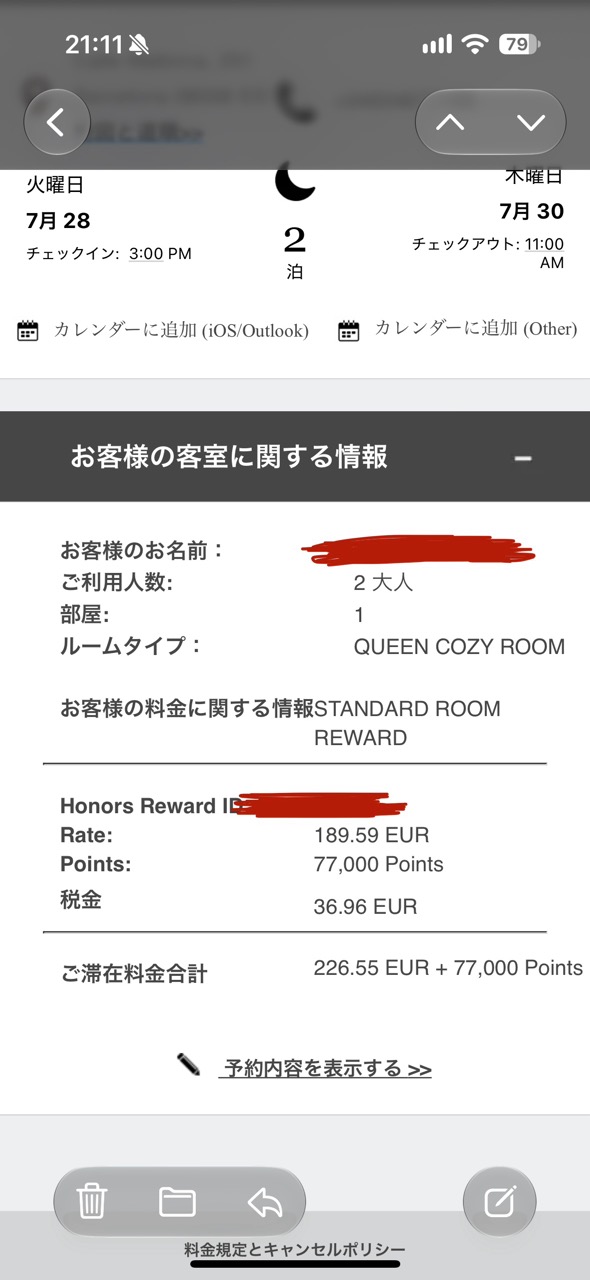 21:11
79
火曜日
7月 28
チェックイン: 3:00 PM
2
泊
木曜日
7月 30
チェックアウト: 11:00
AM
カレンダーに追加 (iOS/Outlook)
カレンダーに追加 (Other)
お客様の客室に関する情報
お客様のお名前：
ご利用人数: 2 大人
部屋: 1
ルームタイプ： QUEEN COZY ROOM
お客様の料金に関する情報 STANDARD ROOM
REWARD
Honors Reward ID
Rate: 189.59 EUR
Points: 77,000 Points
税金 36.96 EUR
ご滞在料金合計 226.55 EUR + 77,000 Points
予約内容を表示する >>
料金規定とキャンセルポリシー